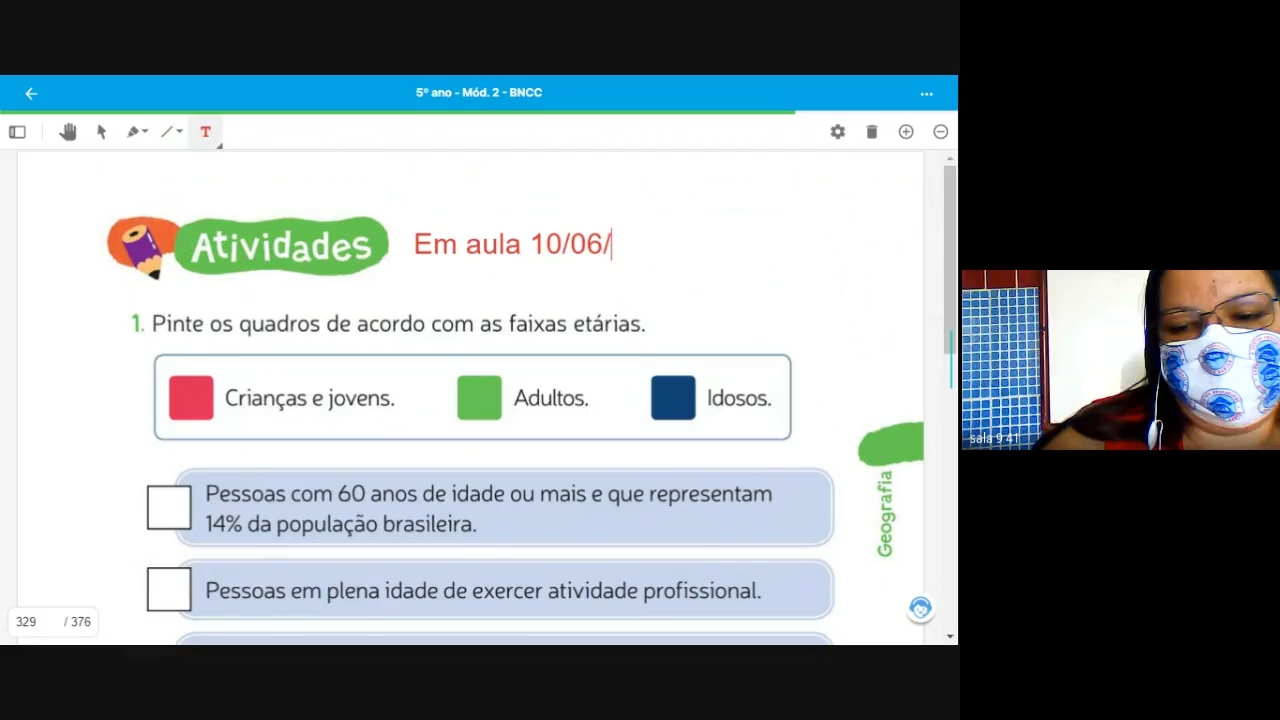 5º ano - Mód. 2 - BNCC
T
Atividades
Em aula 10/06/
1. Pinte os quadros de acordo com as faixas etárias.
Crianças e jovens.
Adultos.
Idosos.
Pessoas com 60 anos de idade ou mais e que representam
14% da população brasileira.
Pessoas em plena idade de exercer atividade profissional.
Geografia
329 / 376
sala 9 41